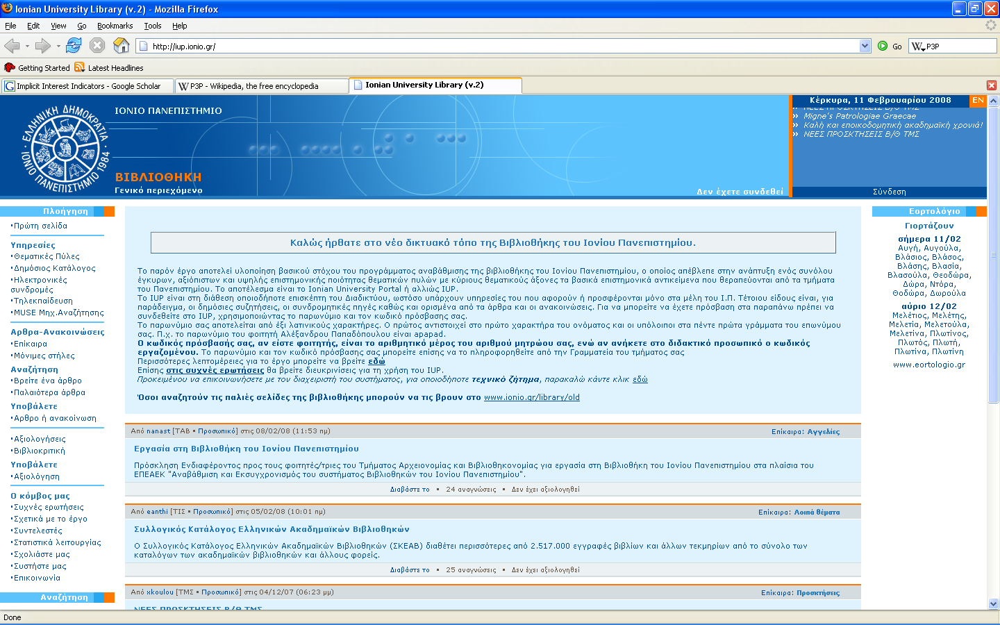 Ionian University Library (v.2) - Mozilla Firefox
File Edit View Go Bookmarks Tools Help
http://iup.ionio.gr/ Go P3P
Getting Started Latest Headlines
Implicit Interest Indicators - Google Scholar P3P - Wikipedia, the free encyclopedia Ionian University Library (v.2)
ΕΛΛΗΝΙΚΗ ΔΗΜΟΚΡΑΤΙΑ
ΙΟΝΙΟ ΠΑΝΕΠΙΣΤΗΜΙΟ 1984
ΙΟΝΙΟ ΠΑΝΕΠΙΣΤΗΜΙΟ
ΒΙΒΛΙΟΘΗΚΗ
Γενικό περιεχόμενο
Δεν έχετε συνδεθεί
Κέρκυρα, 11 Φεβρουαρίου 2008 EN
» ΝΕΕΣ ΠΡΟΣΚΤΗΣΕΙΣ Β/Θ ΤΜΣ
» Migne's Patrologiae Graecae
» Καλή και εποικοδομητική ακαδημαϊκή χρονιά!
» ΝΕΕΣ ΠΡΟΣΚΤΗΣΕΙΣ Β/Θ ΤΜΣ
Σύνδεση
Πλοήγηση
•Πρώτη σελίδα
Υπηρεσίες
•Θεματικές Πύλες
•Δημόσιος Κατάλογος
•Ηλεκτρονικές
συνδρομές
•Τηλεκπαίδευση
•MUSE Μηχ.Αναζήτησης
Αρθρα-Ανακοινώσεις
•Επίκαιρα
•Μόνιμες στήλες
Αναζήτηση
•Βρείτε ένα άρθρο
•Παλαιότερα άρθρα
Υποβάλετε
•Αρθρο ή ανακοίνωση
•Αξιολογήσεις
•Βιβλιοκριτική
Υποβάλετε
•Αξιολόγηση
Ο κόμβος μας
•Συχνές ερωτήσεις
•Σχετικά με το έργο
•Συντελεστές
•Στατιστικά λειτουργίας
•Σχολιάστε μας
•Συστήστε μας
•Επικοινωνία
Αναζήτηση
Καλώς ήρθατε στο νέο δικτυακό τόπο της Βιβλιοθήκης του Ιονίου Πανεπιστημίου.
Το παρόν έργο αποτελεί υλοποίηση βασικού στόχου του προγράμματος αναβάθμισης της βιβλιοθήκης του Ιονίου Πανεπιστημίου, ο οποίος απέβλεπε στην ανάπτυξη ενός συνόλου
έγκυρων, αξιόπιστων και υψηλής επιστημονικής ποιότητας θεματικών πυλών με κύριους θεματικούς άξονες τα βασικά επιστημονικά αντικείμενα που θεραπεύονται από τα τμήματα
του Πανεπιστημίου. Το αποτέλεσμα είναι το Ionian University Portal ή αλλιώς IUP.
Το IUP είναι στη διάθεση οποιοδήποτε επισκέπτη του Διαδικτύου, ωστόσο υπάρχουν υπηρεσίες του που αφορούν ή προσφέρονται μόνο στα μέλη του Ι.Π. Τέτοιου είδους είναι, για
παράδειγμα, οι δημόσιες συζητήσεις, οι συνδρομητικές πηγές καθώς και ορισμένα από τα άρθρα και οι ανακοινώσεις. Για να μπορείτε να έχετε πρόσβαση στα παραπάνω πρέπει να
συνδεθείτε στο IUP, χρησιμοποιώντας το παρωνύμιο και τον κωδικό πρόσβασης σας.
Το παρωνύμιο σας αποτελείται από έξι λατινικούς χαρακτήρες. Ο πρώτος αντιστοιχεί στο πρώτο χαρακτήρα του ονόματος και οι υπόλοιποι στα πέντε πρώτα γράμματα του επωνύμου
σας. Π.χ. το παρωνύμιο του φοιτητή Αλέξανδρου Παπαδόπουλου είναι apapad.
Ο κωδικός πρόσβασής σας, αν είστε φοιτητής, είναι το αριθμητικό μέρος του αριθμού μητρώου σας, ενώ αν ανήκετε στο διδακτικό προσωπικό ο κωδικός
εργαζομένου. Το παρωνύμιο και τον κωδικό πρόσβασης σας μπορείτε επίσης να το πληροφορηθείτε από την Γραμματεία του τμήματος σας
Περισσότερες λεπτομέρειες για το έργο μπορείτε να βρείτε εδώ
Επίσης στις συχνές ερωτήσεις θα βρείτε διευκρινίσεις για τη χρήση του IUP.
Προκειμένου να επικοινωνήσετε με τον διαχειριστή του συστήματος, για οποιοδήποτε τεχνικό ζήτημα, παρακαλώ κάντε κλικ εδώ
Όσοι αναζητούν τις παλιές σελίδες της βιβλιοθήκης μπορούν να τις βρουν στο www.ionio.gr/library/old
Από nanast [ΤΑΒ • Προσωπικό] στις 08/02/08 (11:53 πμ) Επίκαιρα: Αγγελίες
Εργασία στη Βιβλιοθήκη του Ιονίου Πανεπιστημίου
Πρόσκληση Ενδιαφέροντος προς τους φοιτητές/τριες του Τμήματος Αρχειονομίας και Βιβλιοθηκονομίας για εργασία στη Βιβλιοθήκη του Ιονίου Πανεπιστημίου στα πλαίσια του
ΕΠΕΑΕΚ "Αναβάθμιση και Εκσυγχρονισμός του συστήματος Βιβλιοθηκών του Ιονίου Πανεπιστημίου".
Διαβάστε το • 24 αναγνώσεις • Δεν έχει αξιολογηθεί
Από eanthi [ΤΙΣ • Προσωπικό] στις 05/02/08 (10:01 πμ) Επίκαιρα: Λοιπά θέματα
Συλλογικός Κατάλογος Ελληνικών Ακαδημαϊκών Βιβλιοθηκών
Ο Συλλογικός Κατάλογος Ελληνικών Ακαδημαϊκών Βιβλιοθηκών (ΣΚΕΑΒ) διαθέτει περισσότερες από 2.517.000 εγγραφές βιβλίων και άλλων τεκμηρίων από το σύνολο των
καταλόγων των ακαδημαϊκών βιβλιοθηκών και άλλους φορείς.
Διαβάστε το • 25 αναγνώσεις • Δεν έχει αξιολογηθεί
Από xkoulou [ΤΜΣ • Προσωπικό] στις 04/12/07 (06:23 μμ) Επίκαιρα: Προσκτήσεις
ΝΕΕΣ ΠΡΟΣΚΤΗΣΕΙΣ Β/Θ ΤΜΣ
Εορτολόγιο
Γιορτάζουν
σήμερα 11/02
Αυγή, Αυγούλα,
Βλάσιος, Βλάσος,
Βλάσης, Βλασία,
Βλασούλα, Θεοδώρα,
Δώρα, Ντόρα,
Θοδώρα, Δωρούλα
αύριο 12/02
Μελέτιος, Μελέτης,
Μελετία, Μελετούλα,
Μελετίνα, Πλωτίνος,
Πλωτός, Πλωτή,
Πλωτίνα, Πλωτίνη
www.eortologio.gr
Done